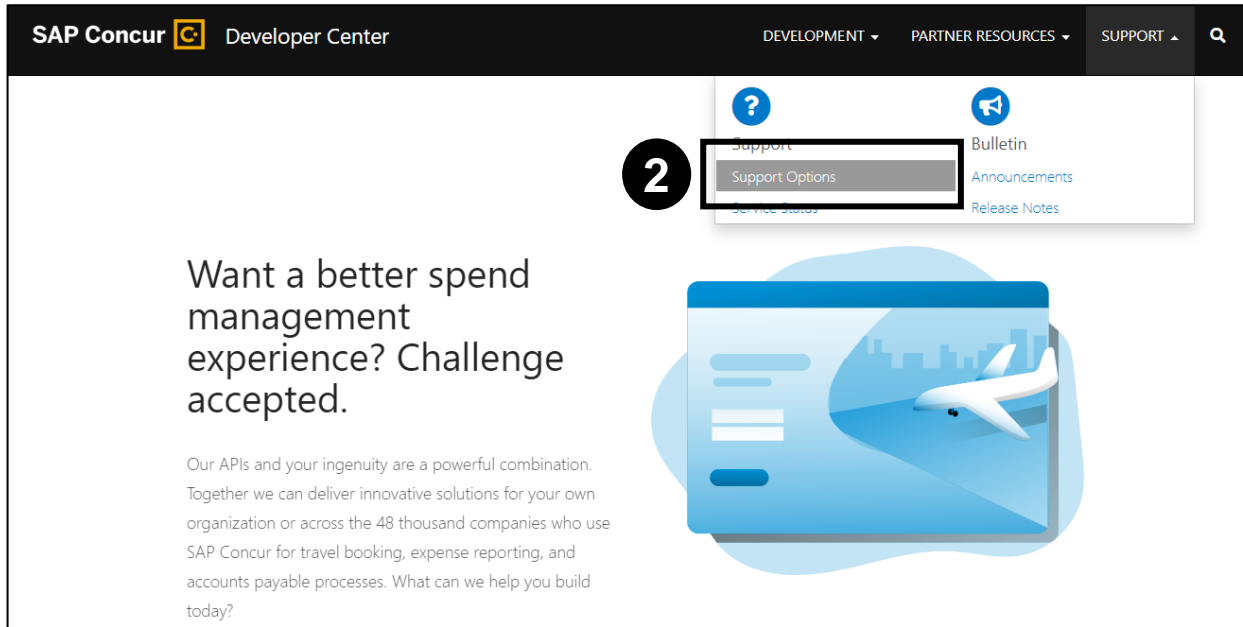 SAP Concur C Developer Center
DEVELOPMENT PARTNER RESOURCES SUPPORT
?
Support Bulletin
2 Support Options Announcements
Service Status Release Notes
Want a better spend
management
experience? Challenge
accepted.
Our APIs and your ingenuity are a powerful combination.
Together we can deliver innovative solutions for your own
organization or across the 48 thousand companies who use
SAP Concur for travel booking, expense reporting, and
accounts payable processes. What can we help you build
today?